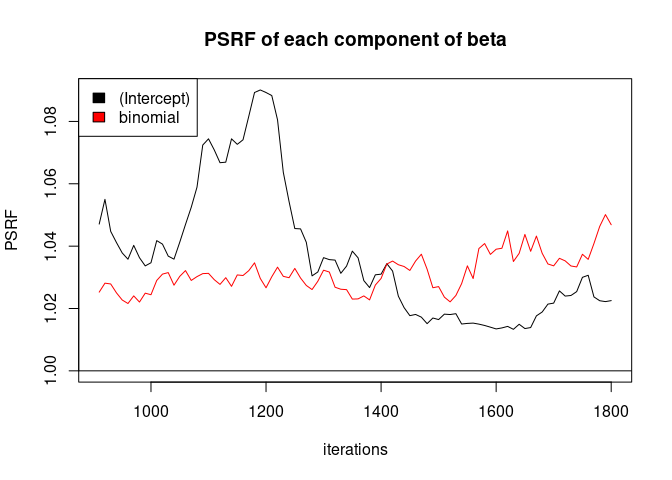 PSRF of each component of beta
(Intercept)
binomial
PSRF
1.00
1.02
1.04
1.06
1.08
1000
1200
1400
1600
1800
iterations